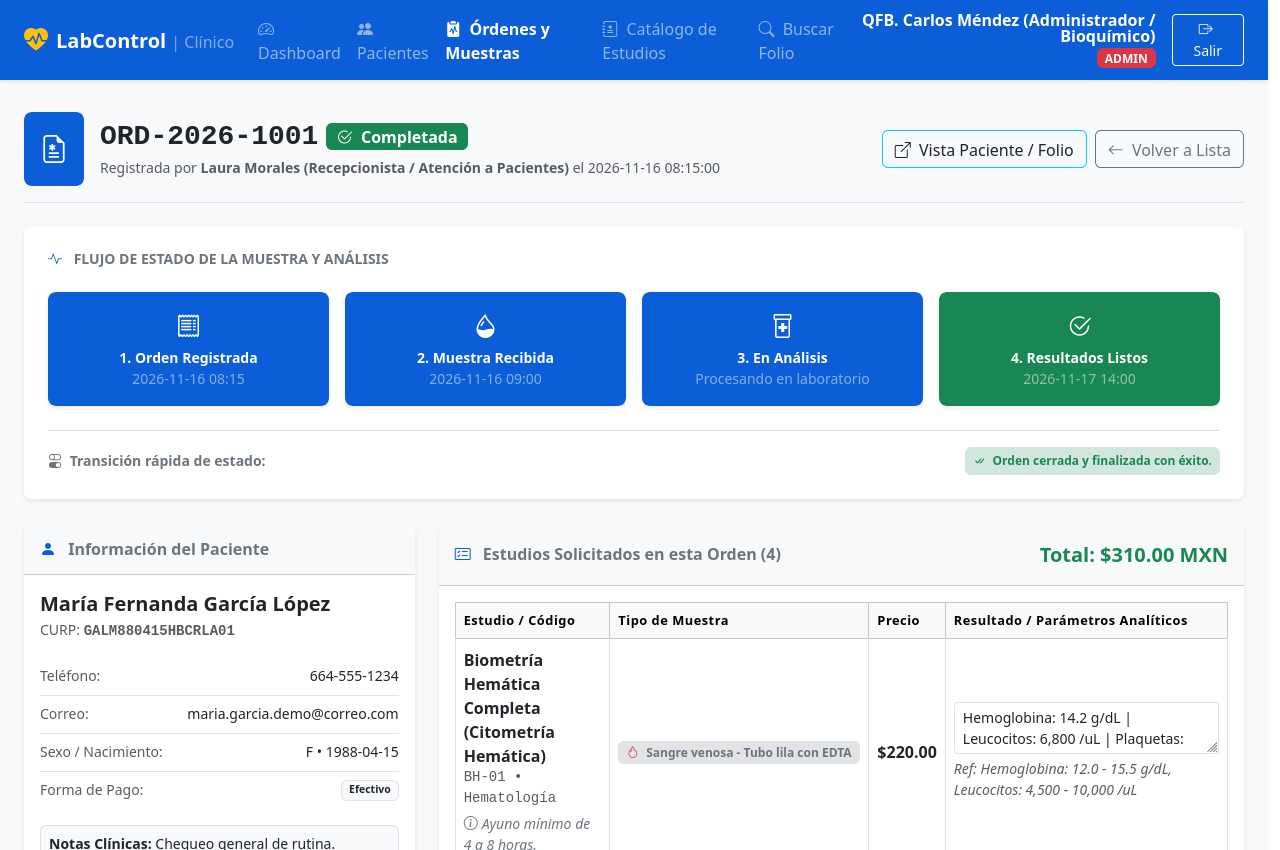 LabControl | Clínico
Dashboard
Pacientes
Órdenes y
Muestras
Catálogo de
Estudios
Buscar
Folio
QFB. Carlos Méndez (Administrador /
Bioquímico)
ADMIN
Salir
ORD-2026-1001
Completada
Registrada por Laura Morales (Recepcionista / Atención a Pacientes) el 2026-11-16 08:15:00
Vista Paciente / Folio
Volver a Lista
FLUJO DE ESTADO DE LA MUESTRA Y ANÁLISIS
1. Orden Registrada
2026-11-16 08:15
2. Muestra Recibida
2026-11-16 09:00
3. En Análisis
Procesando en laboratorio
4. Resultados Listos
2026-11-17 14:00
Transición rápida de estado:
Orden cerrada y finalizada con éxito.
Información del Paciente
María Fernanda García López
CURP: GALM880415HBCRLA01
Teléfono: 664-555-1234
Correo: maria.garcia.demo@correo.com
Sexo / Nacimiento: F • 1988-04-15
Forma de Pago: Efectivo
Notas Clínicas: Chequeo general de rutina.
Estudios Solicitados en esta Orden (4)
Total: $310.00 MXN
Estudio / Código Tipo de Muestra Precio Resultado / Parámetros Analíticos
Biometría
Hemática
Completa
(Citometría
Hemática)
BH-01 •
Hematología
Ayuno mínimo de
4 a 8 horas.
Sangre venosa - Tubo lila con EDTA
$220.00
Hemoglobina: 14.2 g/dL |
Leucocitos: 6,800 /uL | Plaquetas:
Ref: Hemoglobina: 12.0 - 15.5 g/dL,
Leucocitos: 4,500 - 10,000 /uL